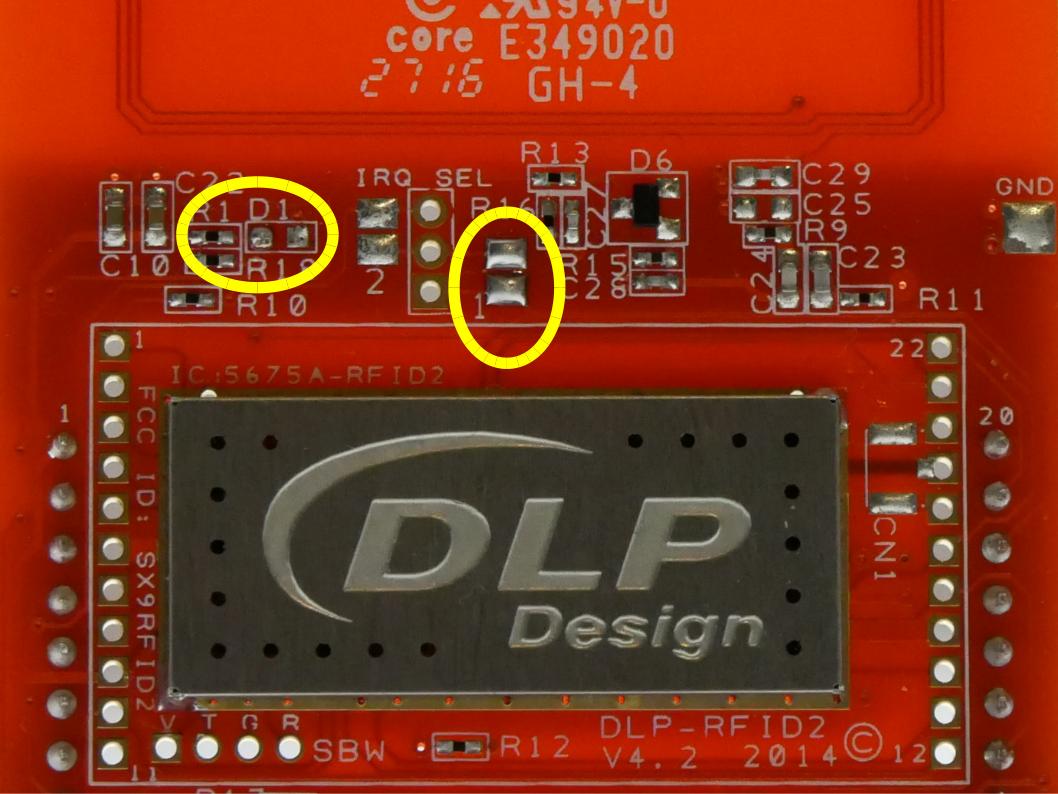 94V-0
core E349020
2716 GH-4
R13
D6
C29
GND
C22
IRQ SEL
R16
C27
C25
R1
D1
R9
C10
R18
R15
C24
C23
2
C28
R10
1
R11
1
22
IC:5675A-RFID2
1
20
FCC ID: SX9RFID2
DLP
Design
CN1
V T G R
SBW
R12
DLP-RFID2
V4.2 2014 ©
12
11